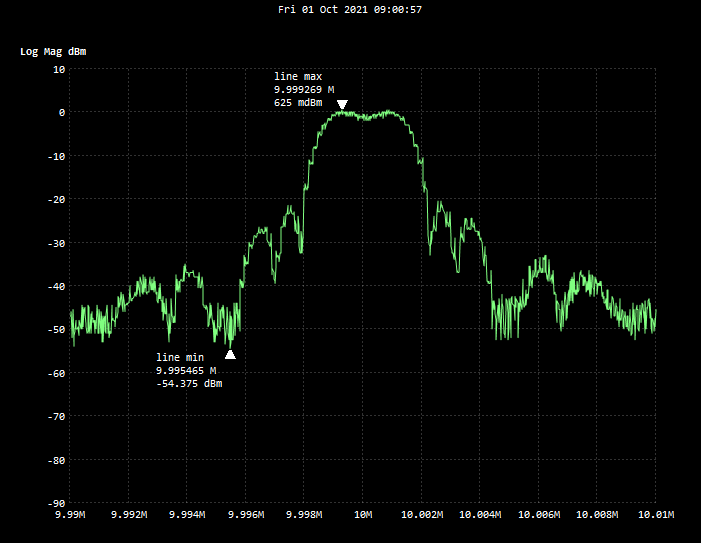 Fri 01 Oct 2021 09:00:57
Log Mag dBm
10
line max
9.999269 M
625 mdBm
0
-10
-20
-30
-40
-50
line min
9.995465 M
-54.375 dBm
-60
-70
-80
-90
9.99M 9.992M 9.994M 9.996M 9.998M 10M 10.002M 10.004M 10.006M 10.008M 10.01M